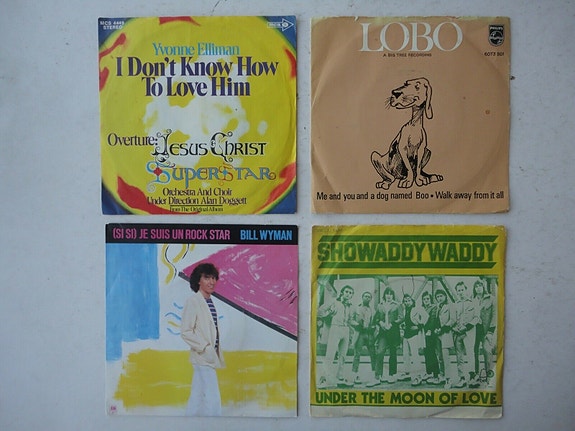 MCS 4449
STEREO
Yvonne Elliman
I Don't Know How
To Love Him
Overture: Jesus Christ
Superstar
Orchestra And Choir
Under Direction Alan Doggett
From The Original Album
LOBO
A BIG TREE RECORDING
PHILIPS
6073 801
Me and you and a dog named Boo • Walk away from it all
(SI SI) JE SUIS UN ROCK STAR BILL WYMAN
SHOWADDYWADDY
UNDER THE MOON OF LOVE